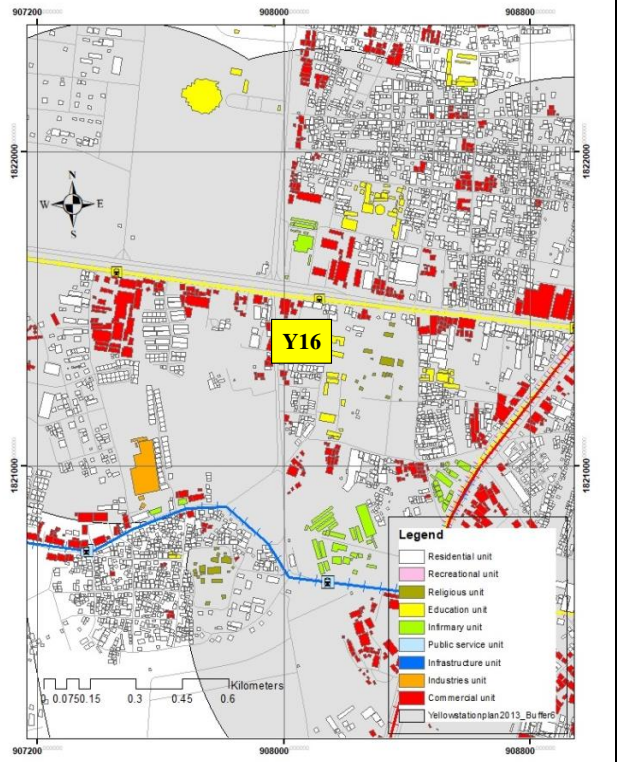 907200 908000 908800
1822000 1822000
N
W E
S
Y16
1821000 1821000
Legend
Residential unit
Recreational unit
Religious unit
Education unit
Infirmary unit
Public service unit
Infrastructure unit
Industries unit
Commercial unit
Yellowstationplan2013_Buffer6
Kilometers
0 0.0750.15 0.3 0.45 0.6
907200 908000 908800